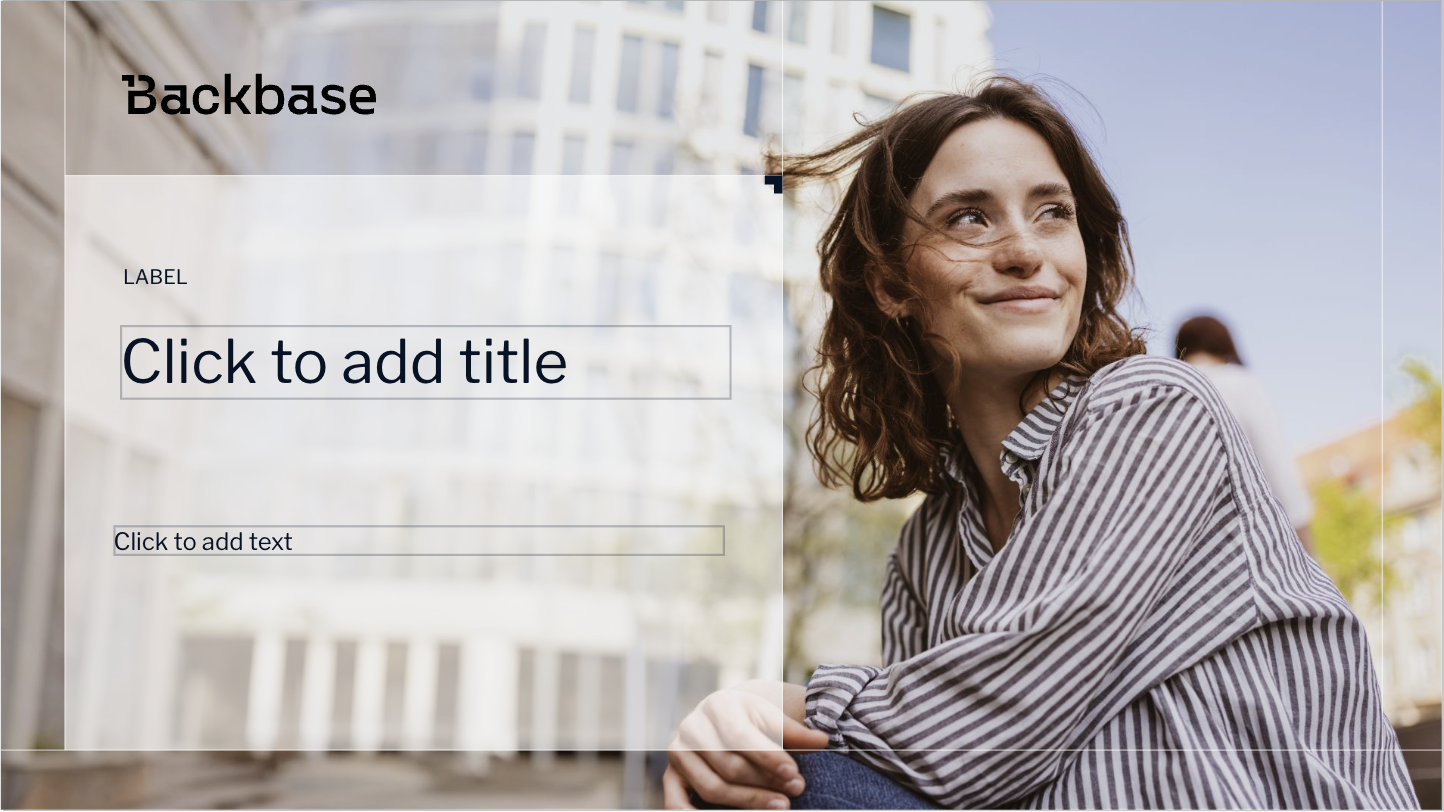 Backbase
LABEL
Click to add title
Click to add text